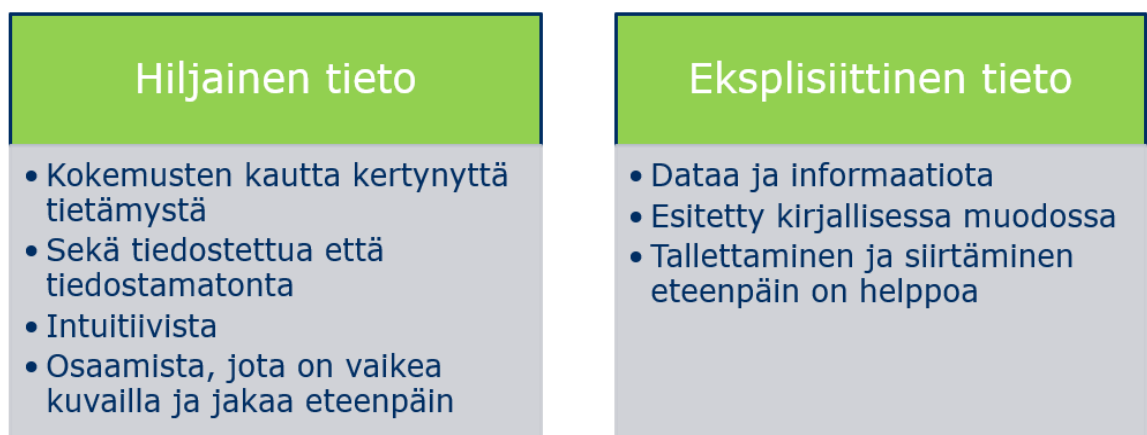 Hiljainen tieto
• Kokemusten kautta kertynyttä
tietämystä
• Sekä tiedostettua että
tiedostamatonta
• Intuitiivista
• Osaamista, jota on vaikea
kuvailla ja jakaa eteenpäin
Eksplisiittinen tieto
• Dataa ja informaatiota
• Esitetty kirjallisessa muodossa
• Tallettaminen ja siirtäminen
eteenpäin on helppoa